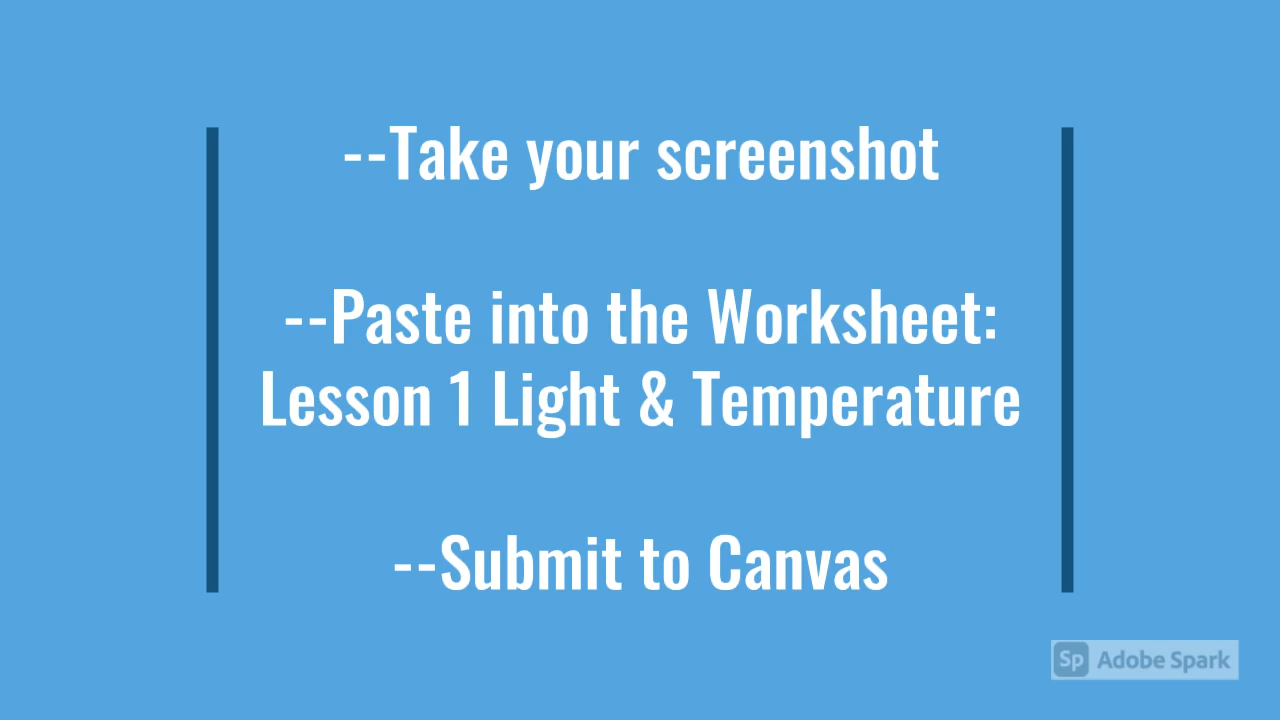 --Take your screenshot
--Paste into the Worksheet:
Lesson 1 Light & Temperature
--Submit to Canvas
Sp Adobe Spark